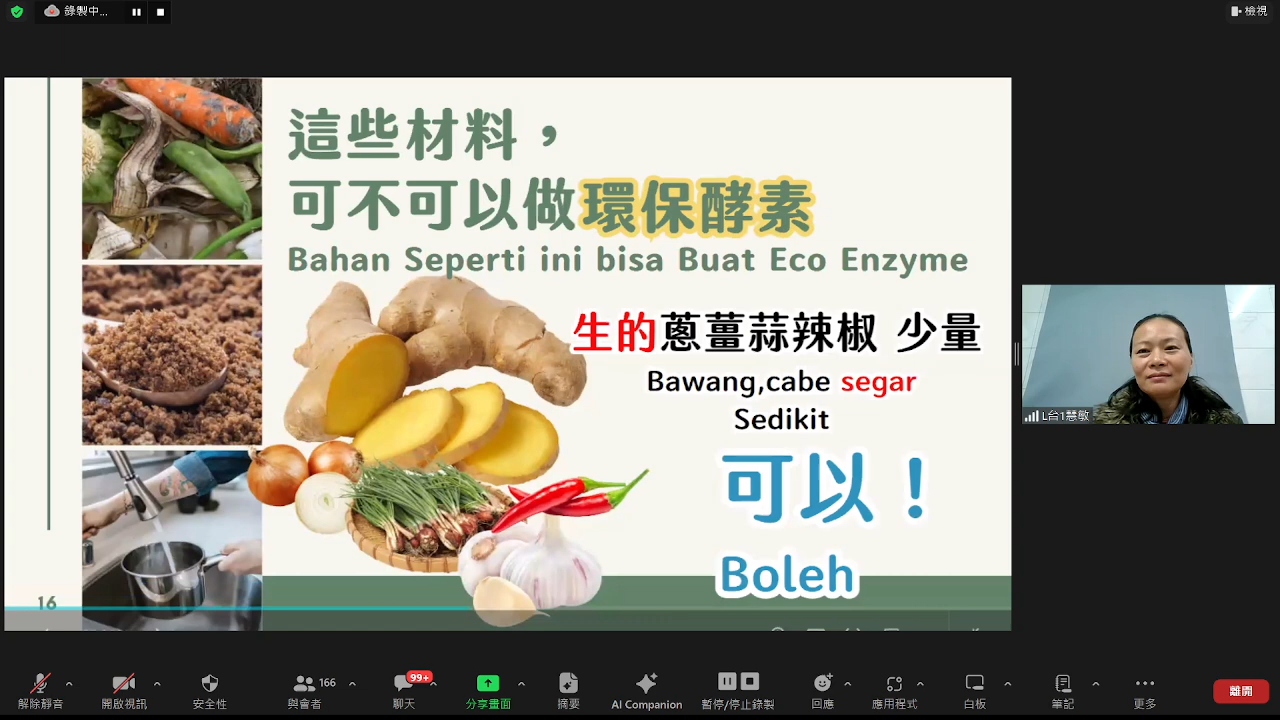 錄製中...
檢視
這些材料，
可不可以做環保酵素
Bahan Seperti ini bisa Buat Eco Enzyme
生的蔥薑蒜辣椒 少量
Bawang,cabe segar
Sedikit
可以！
Boleh
16
L台1慧敏
解除靜音
開啟視訊
安全性
166
與會者
99+
聊天
分享畫面
摘要
AI Companion
暫停/停止錄製
回應
應用程式
白板
筆記
更多
離開